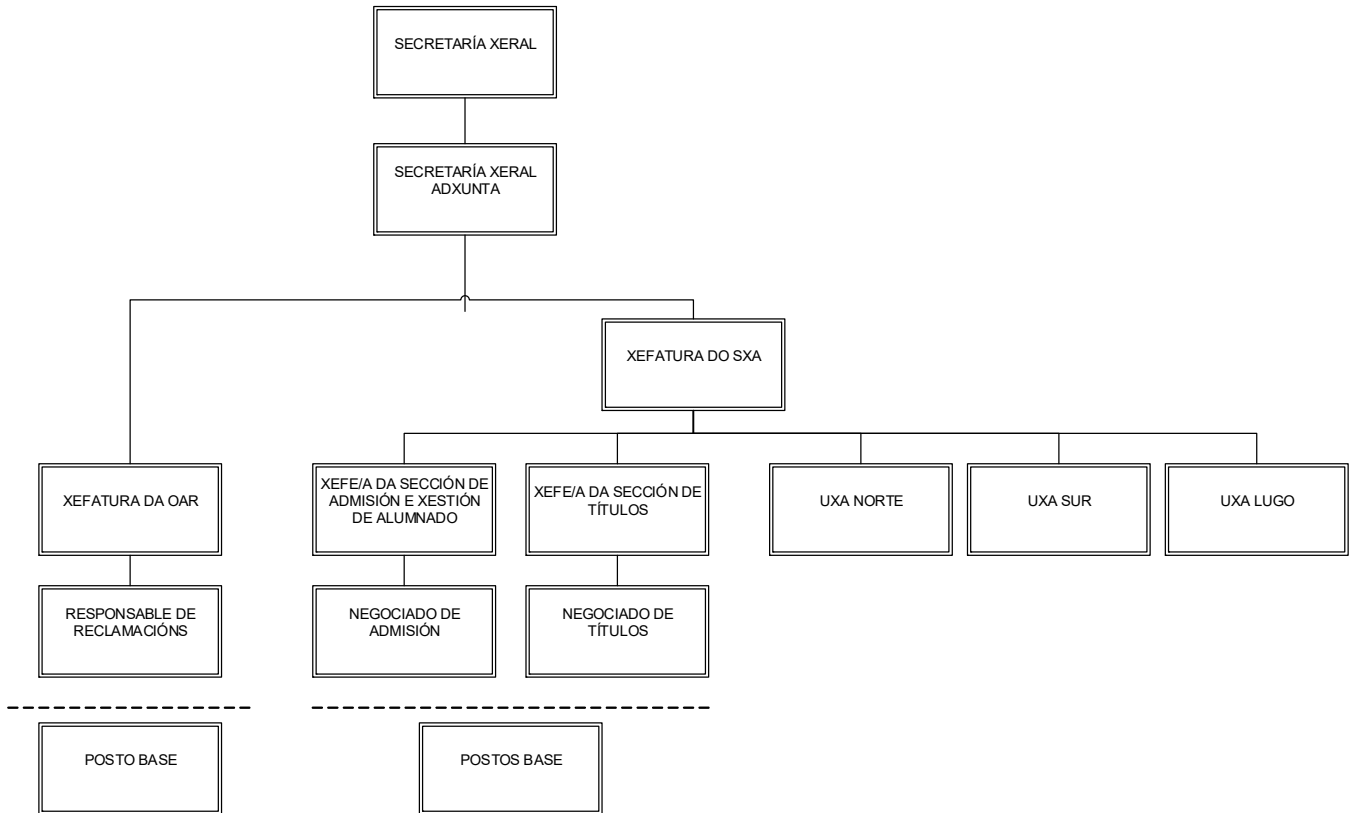 SECRETARÍA XERAL
SECRETARÍA XERAL
ADXUNTA
XEFATURA DO SXA
XEFATURA DA OAR
XEFE/A DA SECCIÓN DE
ADMISIÓN E XESTIÓN
DE ALUMNADO
XEFE/A DA SECCIÓN DE
TÍTULOS
UXA NORTE
UXA SUR
UXA LUGO
RESPONSABLE DE
RECLAMACIÓNS
NEGOCIADO DE
ADMISIÓN
NEGOCIADO DE
TÍTULOS
POSTO BASE
POSTOS BASE